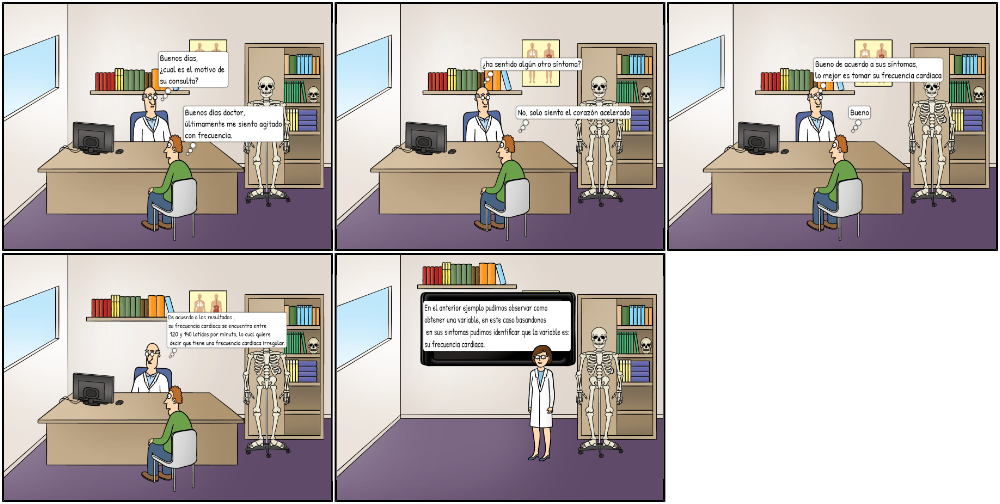 Buenos días,
¿cual es el motivo de
su consulta?
Buenos días doctor,
últimamente me siento agitado
con frecuencia.
¿ha sentido algún otro síntoma?
No, solo siento el corazón acelerado
Bueno de acuerdo a sus síntomas,
lo mejor es tomar su frecuencia cardiaca
Bueno
De acuerdo a los resultados ,
su frecuencia cardiaca se encuentra entre
120 y 140 latidos por minuto, lo cual quiere
decir que tiene una frecuencia cardiaca irregular.
En el anterior ejemplo pudimos observar como
obtener una variable, en este caso basandonos
en sus sintomas pudimos identificar que la variable es:
su frecuencia cardiaca.